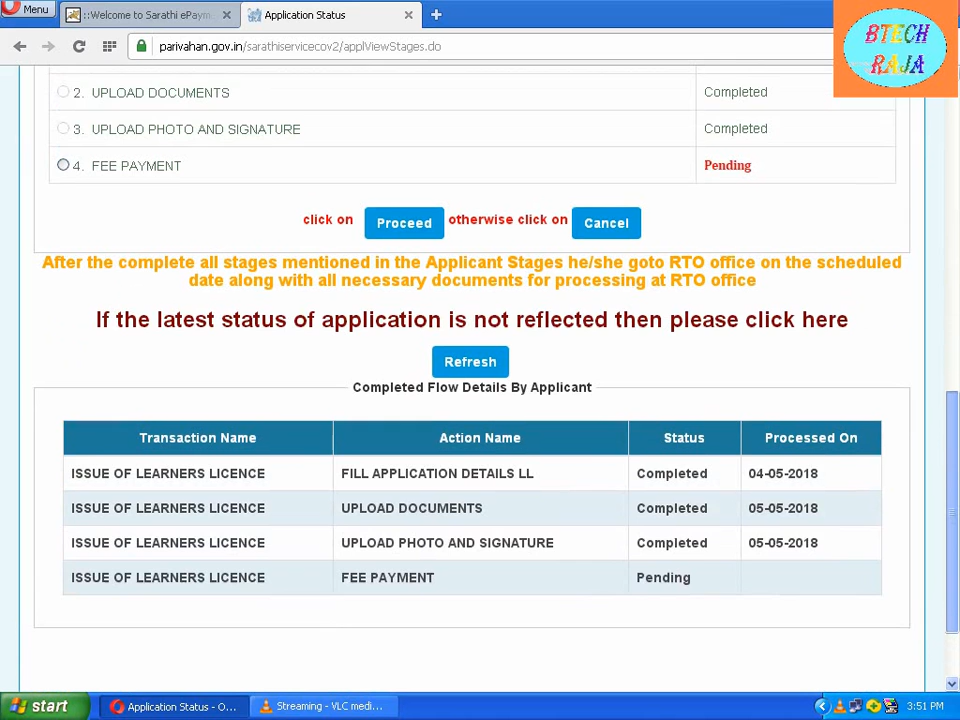 Menu
::Welcome to Sarathi ePaym
Application Status
parivahan.gov.in/sarathiservicecov2/applViewStages.do
BTECH
RAJA
2. UPLOAD DOCUMENTS Completed
3. UPLOAD PHOTO AND SIGNATURE Completed
4. FEE PAYMENT Pending
click on Proceed otherwise click on Cancel
After the complete all stages mentioned in the Applicant Stages he/she goto RTO office on the scheduled
date along with all necessary documents for processing at RTO office
If the latest status of application is not reflected then please click here
Refresh
Completed Flow Details By Applicant
Transaction Name Action Name Status Processed On
ISSUE OF LEARNERS LICENCE FILL APPLICATION DETAILS LL Completed 04-05-2018
ISSUE OF LEARNERS LICENCE UPLOAD DOCUMENTS Completed 05-05-2018
ISSUE OF LEARNERS LICENCE UPLOAD PHOTO AND SIGNATURE Completed 05-05-2018
ISSUE OF LEARNERS LICENCE FEE PAYMENT Pending
start
Application Status - O...
Streaming - VLC medi...
3:51 PM